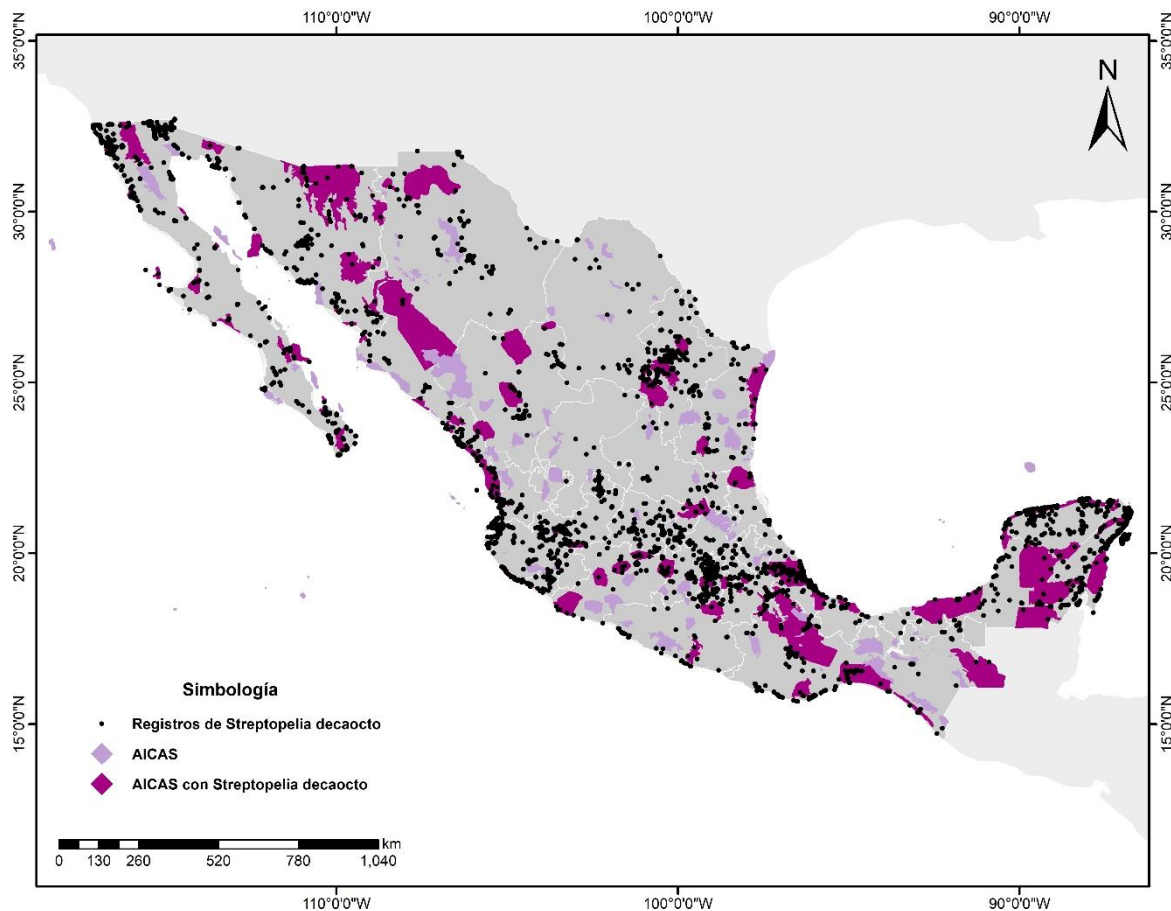 110°0'0"W 100°0'0"W 90°0'0"W
35°0'0"N 35°0'0"N
N
30°0'0"N 30°0'0"N
25°0'0"N 25°0'0"N
20°0'0"N 20°0'0"N
15°0'0"N 15°0'0"N
Simbología
Registros de Streptopelia decaocto
AICAS
AICAS con Streptopelia decaocto
km
0 130 260 520 780 1,040
110°0'0"W 100°0'0"W 90°0'0"W